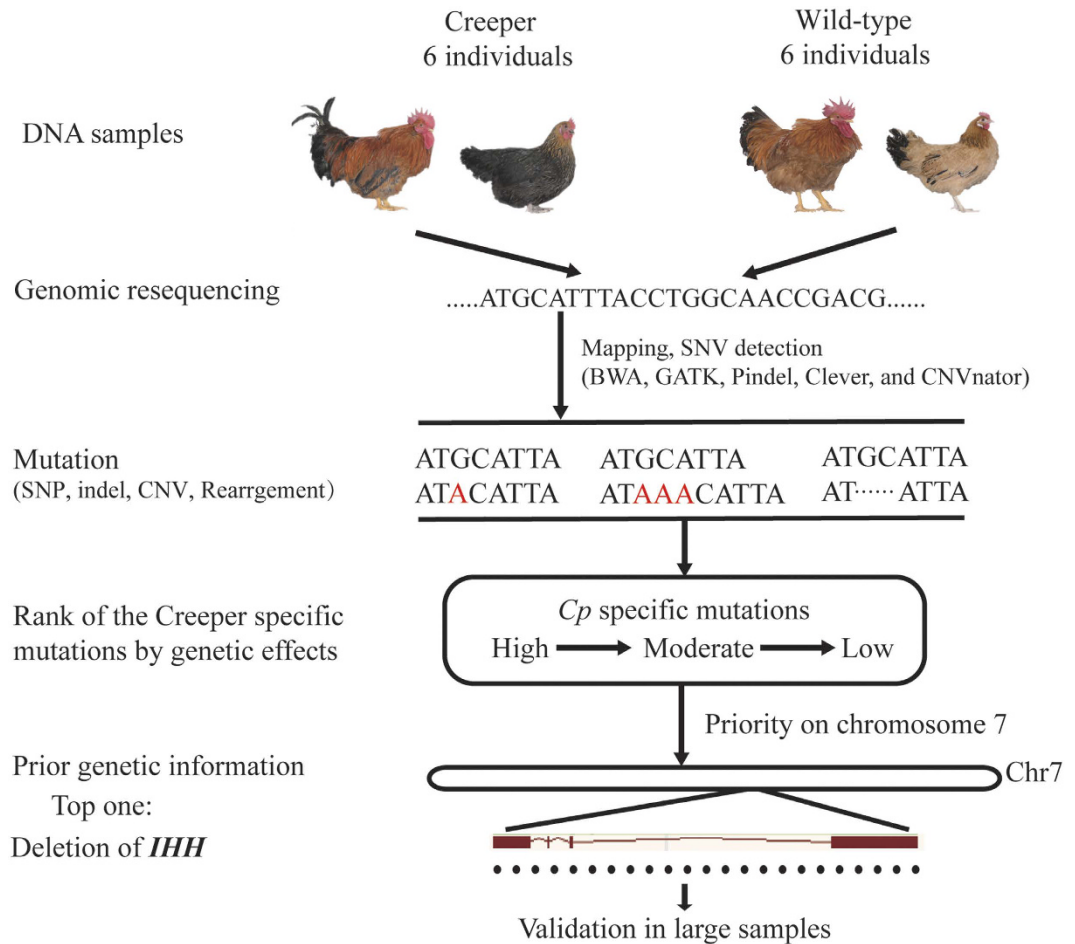 Creeper
6 individuals
Wild-type
6 individuals
DNA samples
Genomic resequencing
.....ATGCATTTACCTGGCAACCGACG......
Mapping, SNV detection
(BWA, GATK, Pindel, Clever, and CNVnator)
Mutation
(SNP, indel, CNV, Rearrgement)
ATGCATTA
ATACATTA
ATGCATTA
ATAAACATTA
ATGCATTA
AT······ATTA
Rank of the Creeper specific
mutations by genetic effects
Cp specific mutations
High
Moderate
Low
Priority on chromosome 7
Prior genetic information
Chr7
Top one:
Deletion of IHH
Validation in large samples